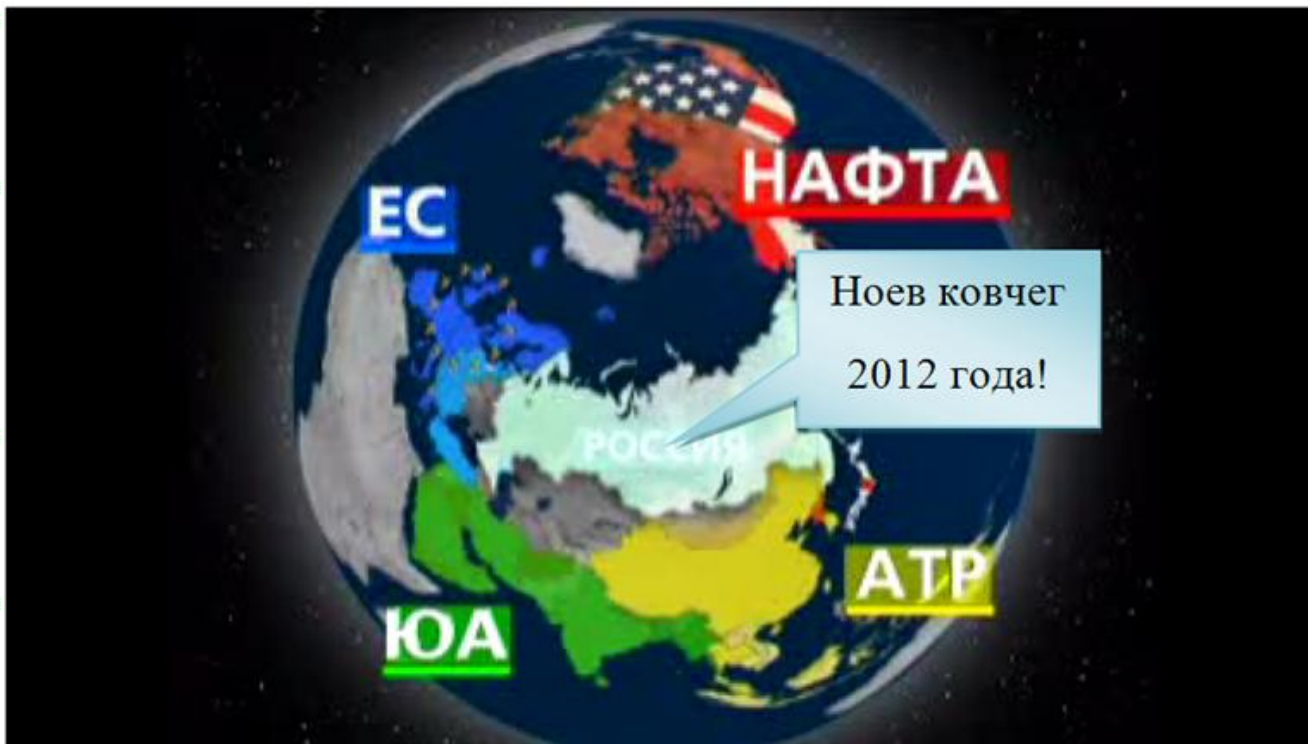 НАФТА
ЕС
Ноев ковчег
2012 года!
РОССИЯ
АТР
ЮА